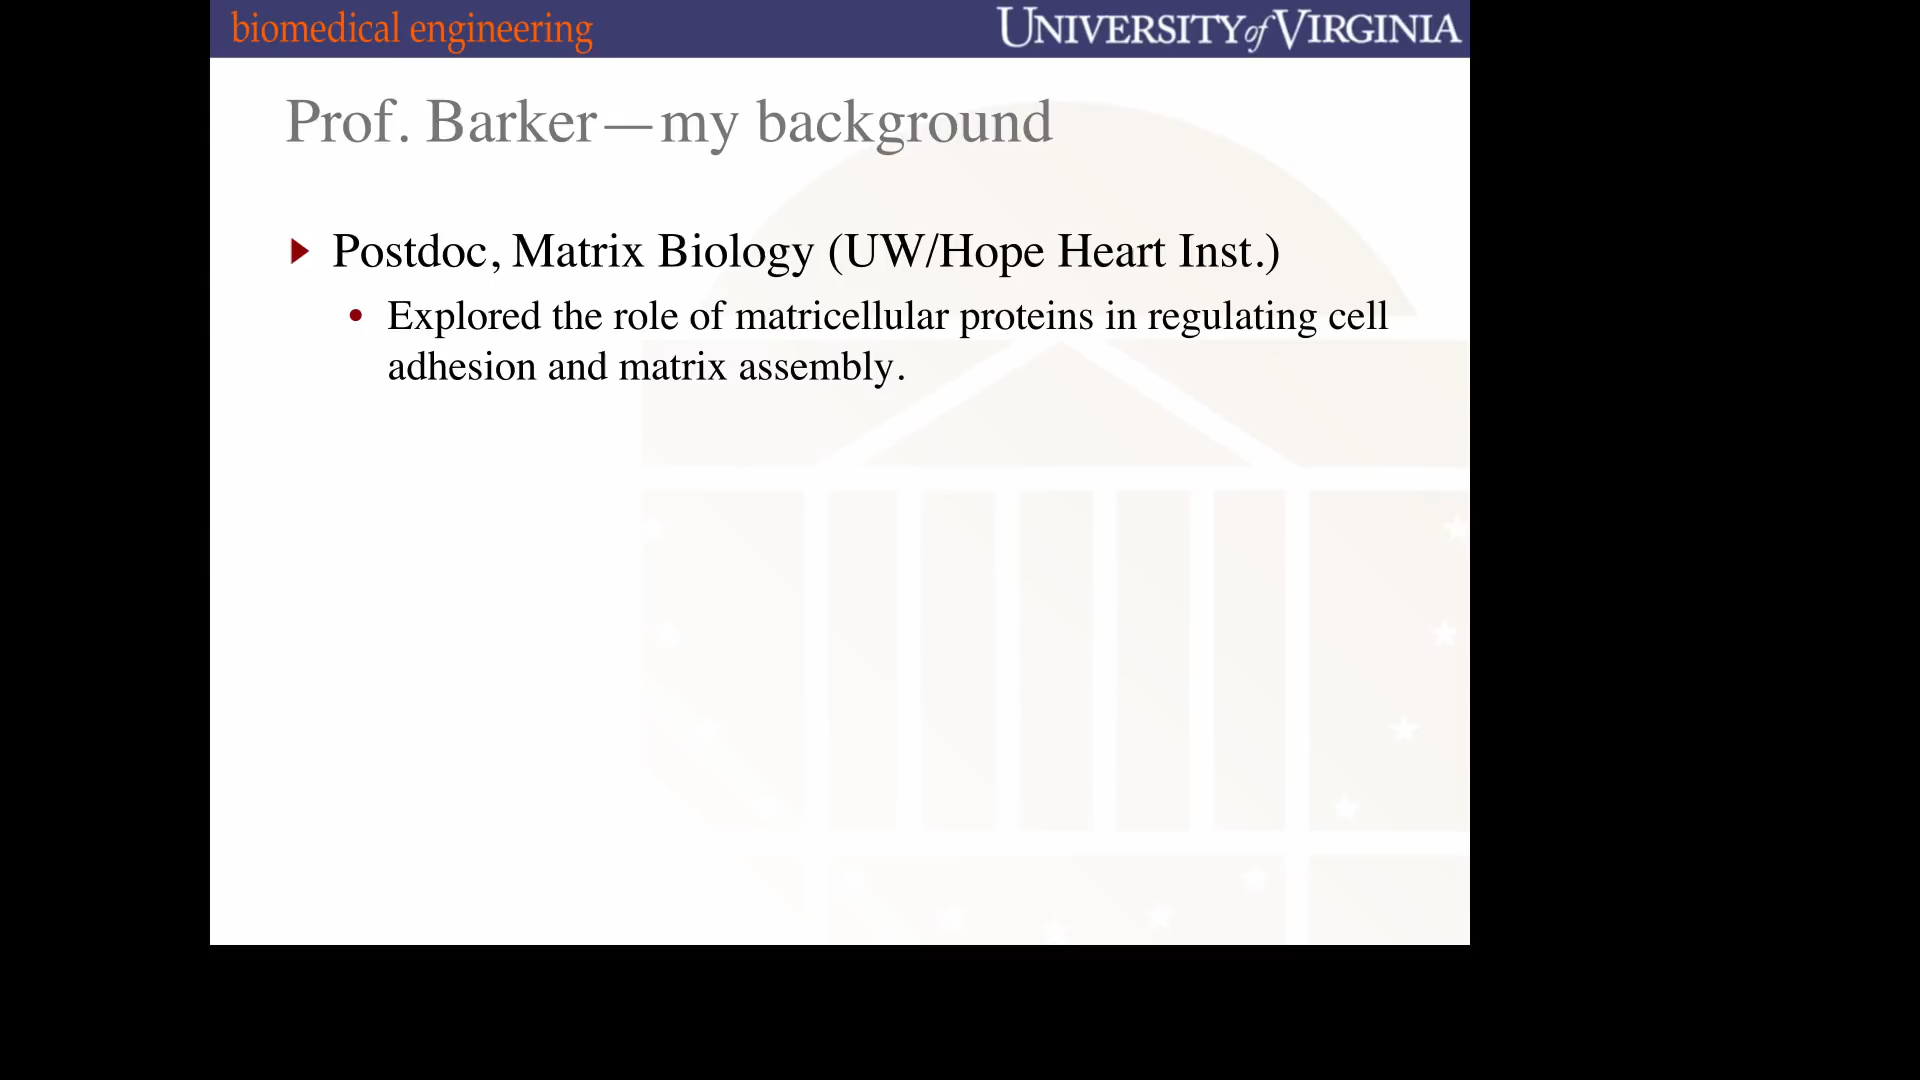 biomedical engineering
UNIVERSITY of VIRGINIA
Prof. Barker—my background
Postdoc, Matrix Biology (UW/Hope Heart Inst.)
• Explored the role of matricellular proteins in regulating cell
adhesion and matrix assembly.